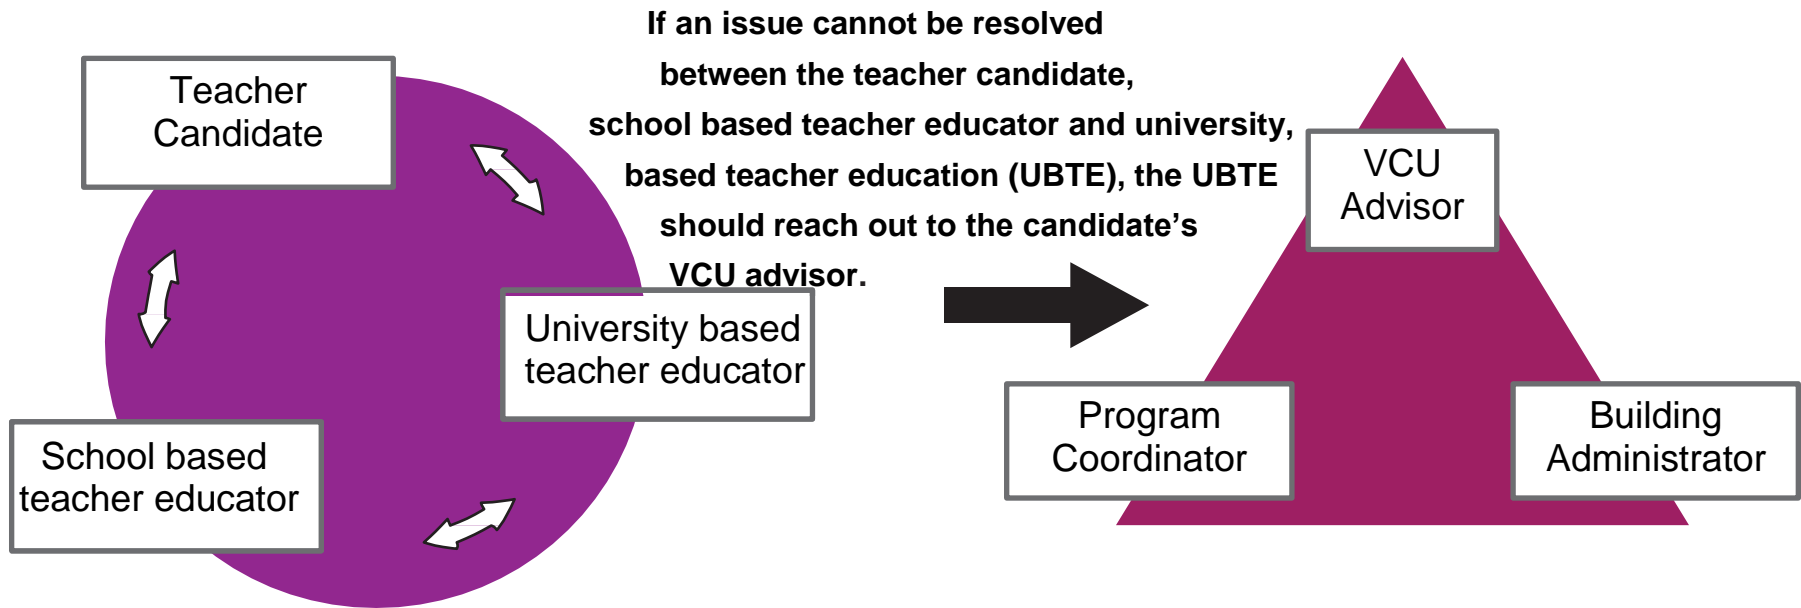 If an issue cannot be resolved
between the teacher candidate,
school based teacher educator and university,
based teacher education (UBTE), the UBTE
should reach out to the candidate’s
VCU advisor.
Teacher
Candidate
University based
teacher educator
School based
teacher educator
VCU
Advisor
Program
Coordinator
Building
Administrator